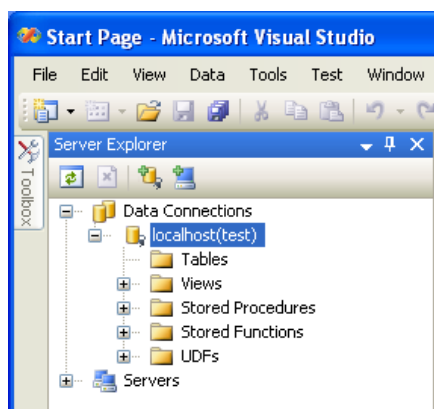 Start Page - Microsoft Visual Studio
File Edit View Data Tools Test Window
Server Explorer
Toolbox
Data Connections
localhost(test)
Tables
Views
Stored Procedures
Stored Functions
UDFs
Servers